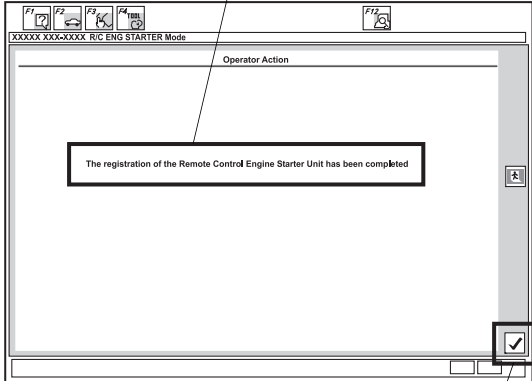 F1 F2 F3 F4 TOOL F12
XXXXX XXX-XXXX R/C ENG STARTER Mode
Operator Action
The registration of the Remote Control Engine Starter Unit has been completed